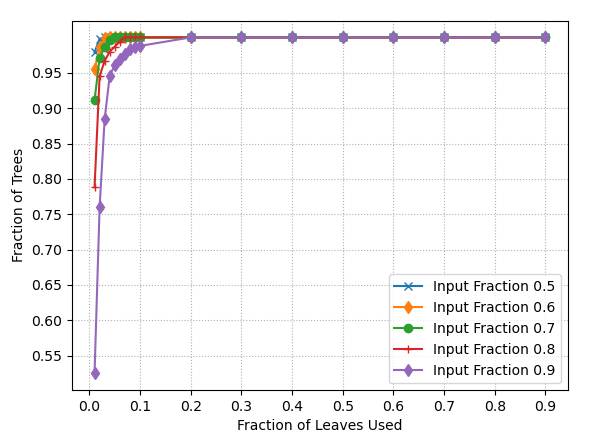 0.95
0.90
0.85
0.80
0.75
0.70
0.65
0.60
0.55
Fraction of Trees
Input Fraction 0.5
Input Fraction 0.6
Input Fraction 0.7
Input Fraction 0.8
Input Fraction 0.9
0.0 0.1 0.2 0.3 0.4 0.5 0.6 0.7 0.8 0.9
Fraction of Leaves Used